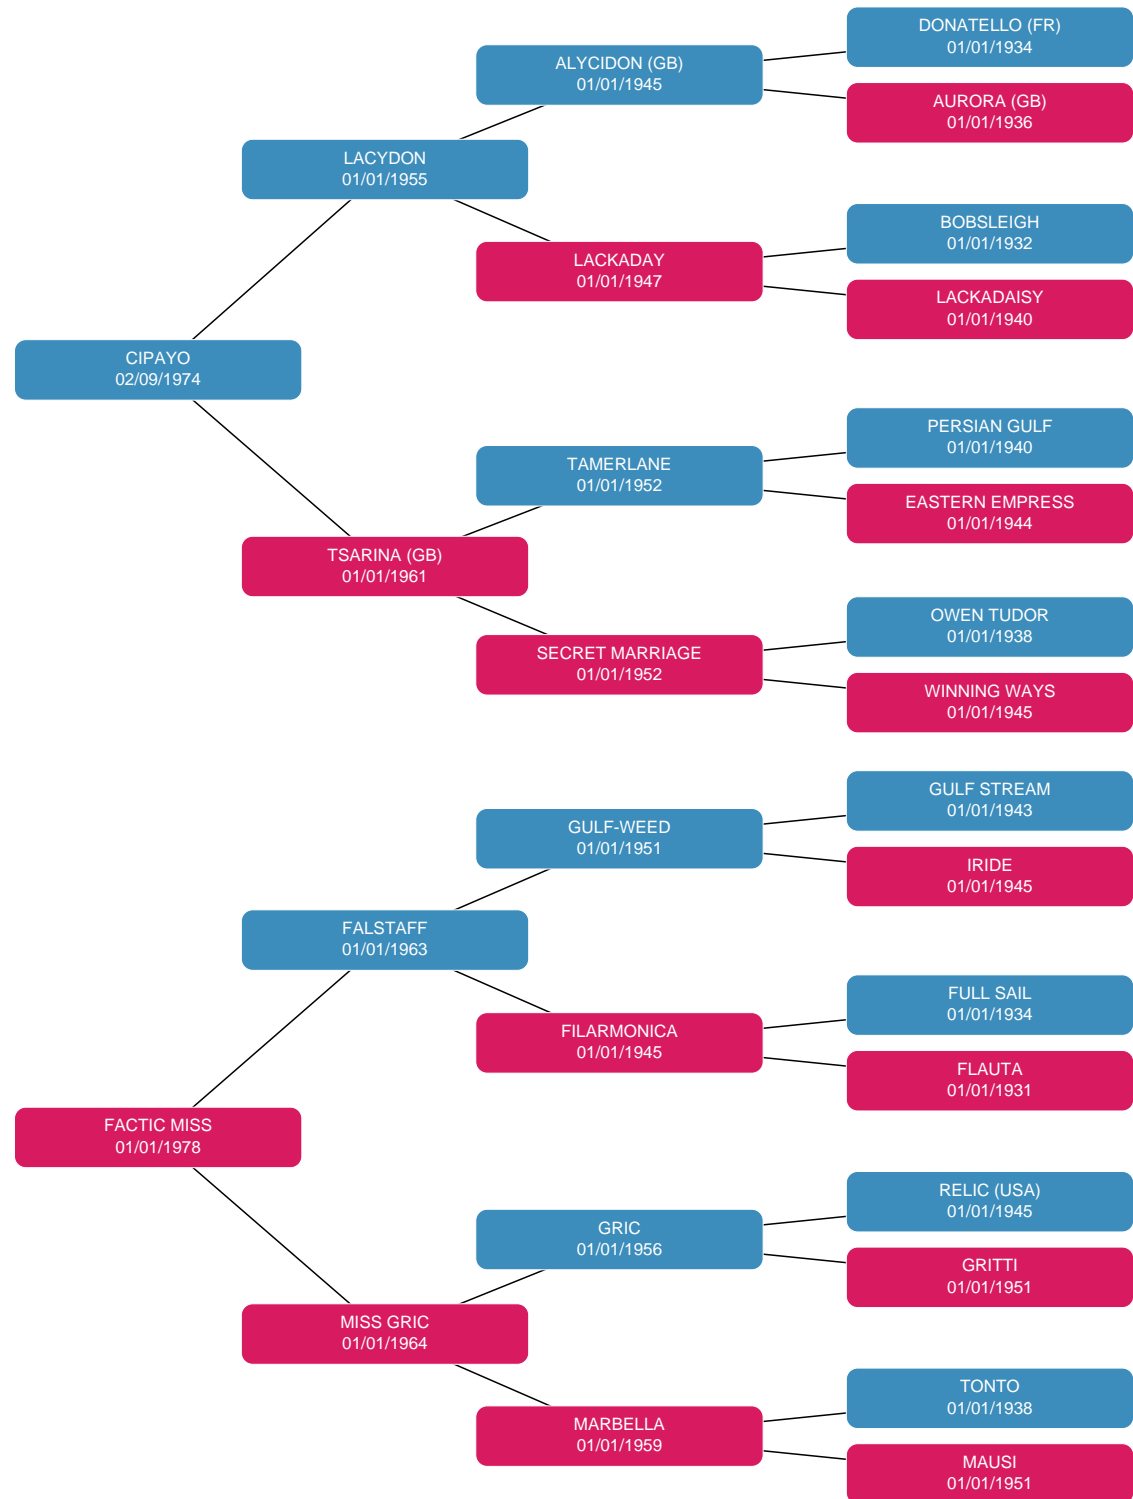 DONATELLO (FR)
01/01/1934
ALYCIDON (GB)
01/01/1945
AURORA (GB)
01/01/1936
LACYDON
01/01/1955
BOBSLEIGH
01/01/1932
LACKADAY
01/01/1947
LACKADAISY
01/01/1940
CIPAYO
02/09/1974
PERSIAN GULF
01/01/1940
TAMERLANE
01/01/1952
EASTERN EMPRESS
01/01/1944
TSARINA (GB)
01/01/1961
OWEN TUDOR
01/01/1938
SECRET MARRIAGE
01/01/1952
WINNING WAYS
01/01/1945
GULF STREAM
01/01/1943
GULF-WEED
01/01/1951
IRIDE
01/01/1945
FALSTAFF
01/01/1963
FULL SAIL
01/01/1934
FILARMONICA
01/01/1945
FLAUTA
01/01/1931
FACTIC MISS
01/01/1978
RELIC (USA)
01/01/1945
GRIC
01/01/1956
GRITTI
01/01/1951
MISS GRIC
01/01/1964
TONTO
01/01/1938
MARBELLA
01/01/1959
MAUSI
01/01/1951